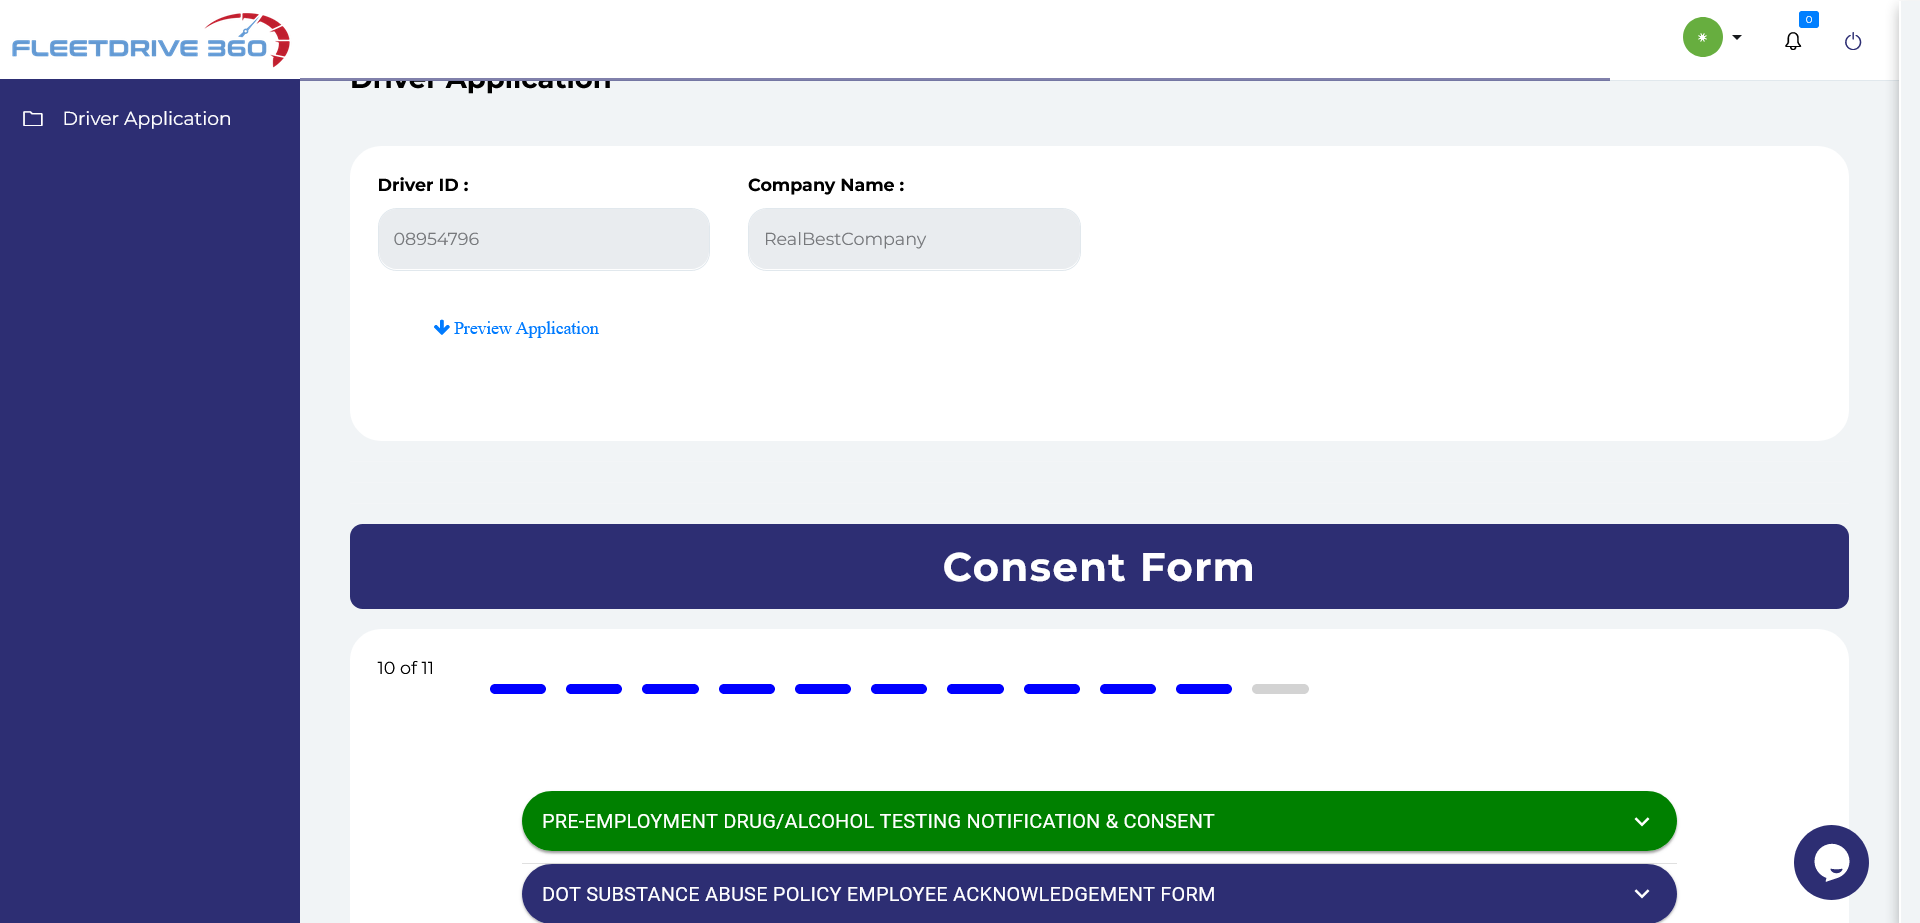 FLEETDRIVE 360
0
Driver Application
Driver Application
Driver ID :
Company Name :
08954796
RealBestCompany
Preview Application
Consent Form
10 of 11
PRE-EMPLOYMENT DRUG/ALCOHOL TESTING NOTIFICATION & CONSENT
DOT SUBSTANCE ABUSE POLICY EMPLOYEE ACKNOWLEDGEMENT FORM